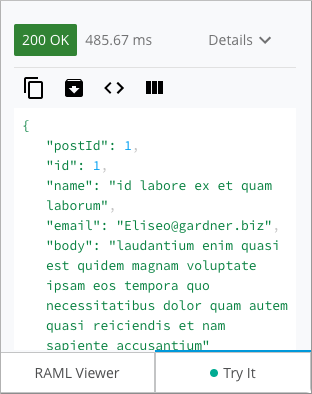 200 OK 485.67 ms Details
{
"postId": 1,
"id": 1,
"name": "id labore ex et quam
laborum",
"email": "Eliseo@gardner.biz",
"body": "laudantium enim quasi
est quidem magnam voluptate
ipsam eos tempora quo
necessitatibus dolor quam autem
quasi reiciendis et nam
sapiente accusantium"
RAML Viewer Try It